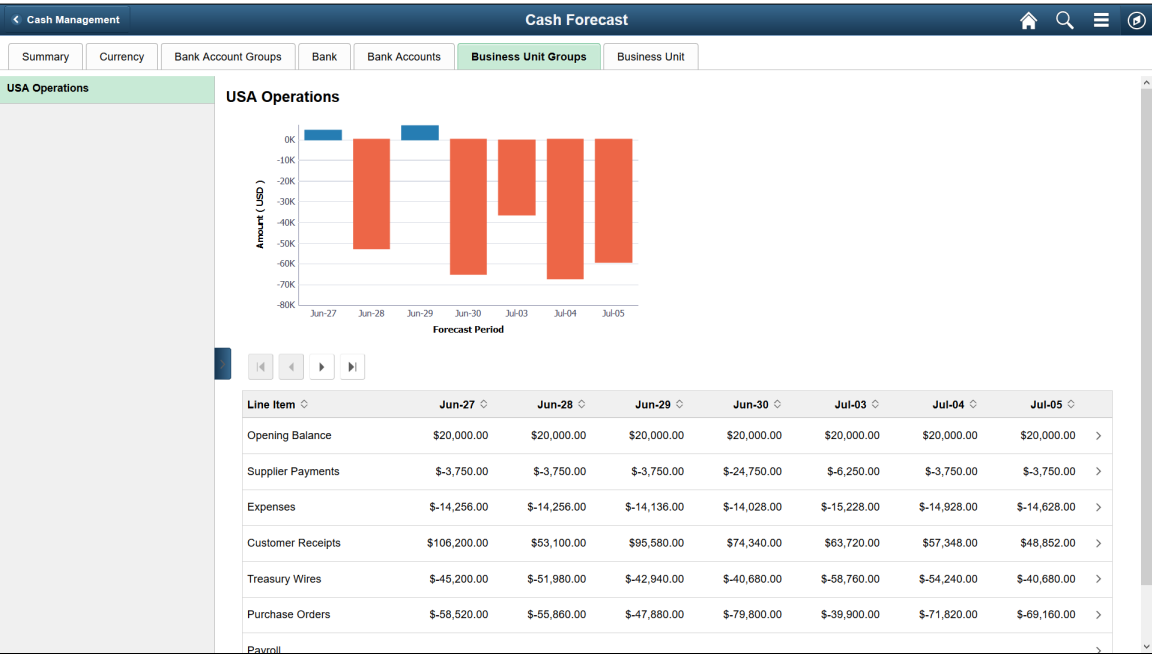 Cash Management
Cash Forecast
Summary Currency Bank Account Groups Bank Bank Accounts Business Unit Groups Business Unit
USA Operations
USA Operations
0K
-10K
-20K
-30K
-40K
-50K
-60K
-70K
-80K
Amount ( USD )
Jun-27 Jun-28 Jun-29 Jun-30 Jul-03 Jul-04 Jul-05
Forecast Period
Line Item Jun-27 Jun-28 Jun-29 Jun-30 Jul-03 Jul-04 Jul-05
Opening Balance $20,000.00 $20,000.00 $20,000.00 $20,000.00 $20,000.00 $20,000.00 $20,000.00
Supplier Payments $-3,750.00 $-3,750.00 $-3,750.00 $-24,750.00 $-6,250.00 $-3,750.00 $-3,750.00
Expenses $-14,256.00 $-14,256.00 $-14,136.00 $-14,028.00 $-15,228.00 $-14,928.00 $-14,628.00
Customer Receipts $106,200.00 $53,100.00 $95,580.00 $74,340.00 $63,720.00 $57,348.00 $48,852.00
Treasury Wires $-45,200.00 $-51,980.00 $-42,940.00 $-40,680.00 $-58,760.00 $-54,240.00 $-40,680.00
Purchase Orders $-58,520.00 $-55,860.00 $-47,880.00 $-79,800.00 $-39,900.00 $-71,820.00 $-69,160.00
Payroll